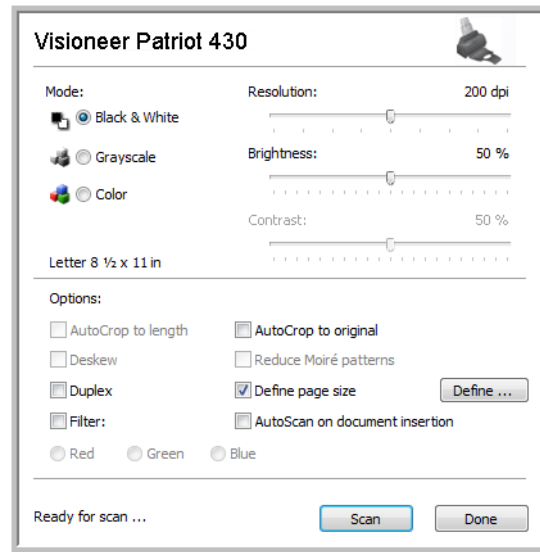 Visioneer Patriot 430
Mode:
Resolution: 200 dpi
Black & White
Grayscale
Brightness: 50 %
Color
Contrast: 50 %
Letter 8 ½ x 11 in
Options:
AutoCrop to length AutoCrop to original
Deskew Reduce Moiré patterns
Duplex Define page size Define ...
Filter: AutoScan on document insertion
Red Green Blue
Ready for scan ... Scan Done